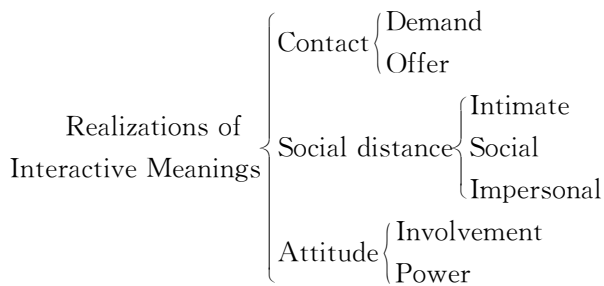 Realizations of
Interactive Meanings
Contact
Demand
Offer
Social distance
Intimate
Social
Impersonal
Attitude
Involvement
Power